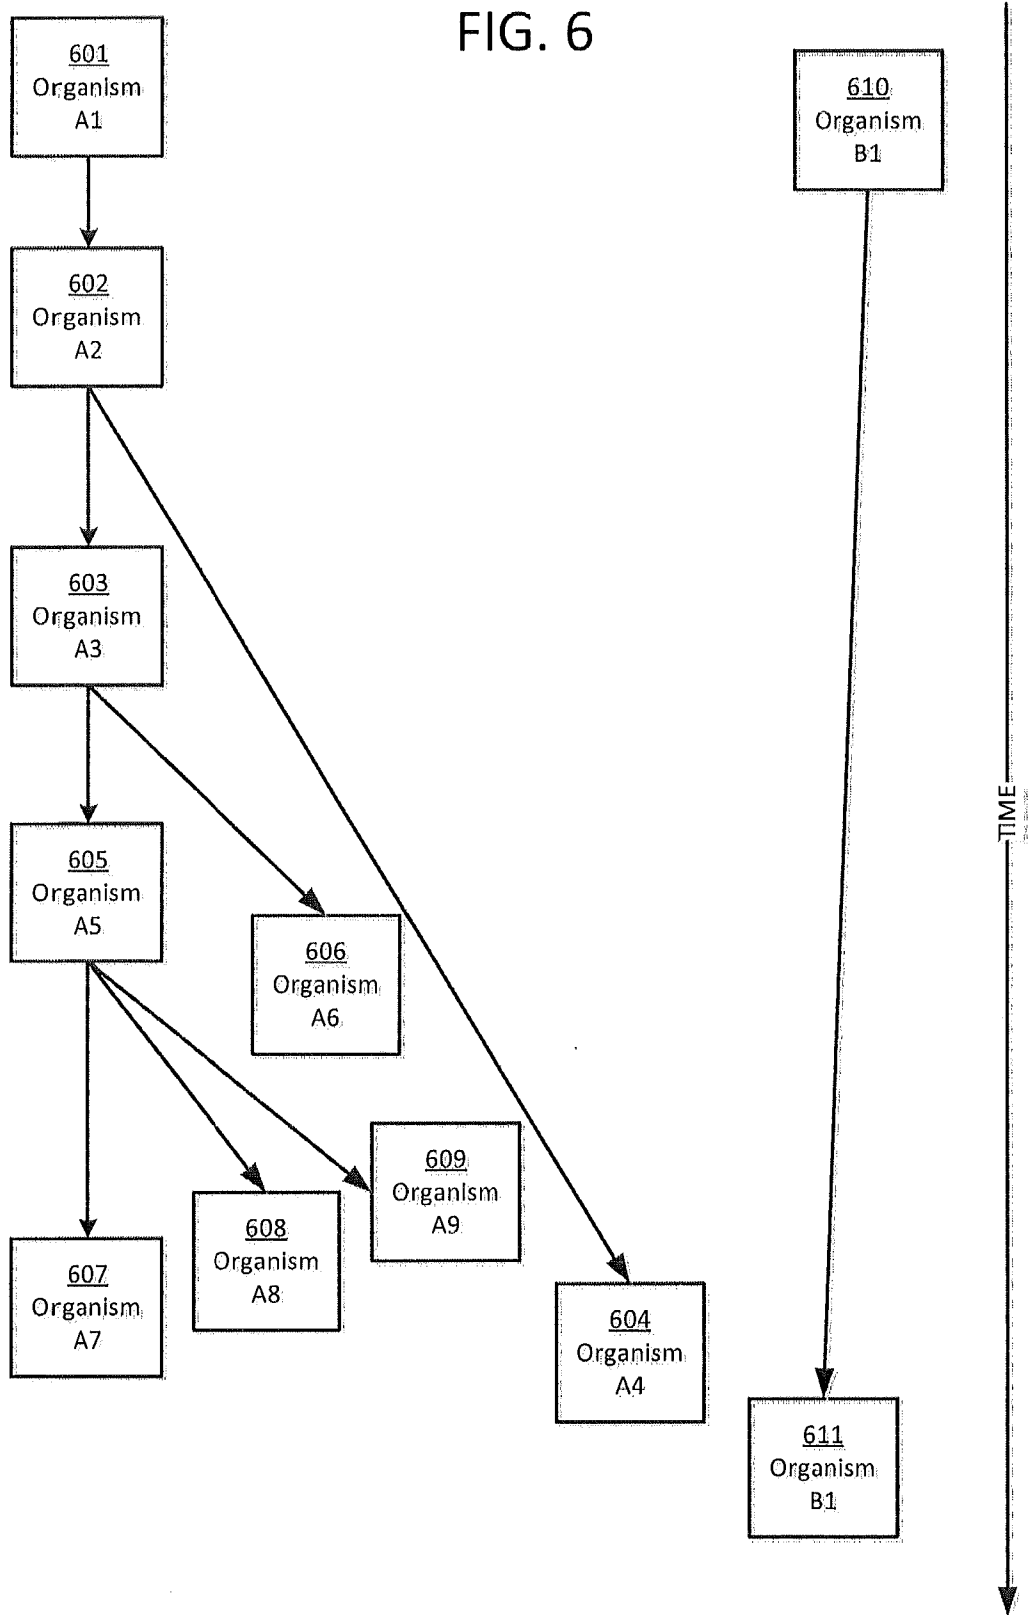 FIG. 6
601
Organism
A1
610
Organism
B1
602
Organism
A2
603
Organism
A3
TIME
605
Organism
A5
606
Organism
A6
609
Organism
A9
608
Organism
A8
607
Organism
A7
604
Organism
A4
611
Organism
B1